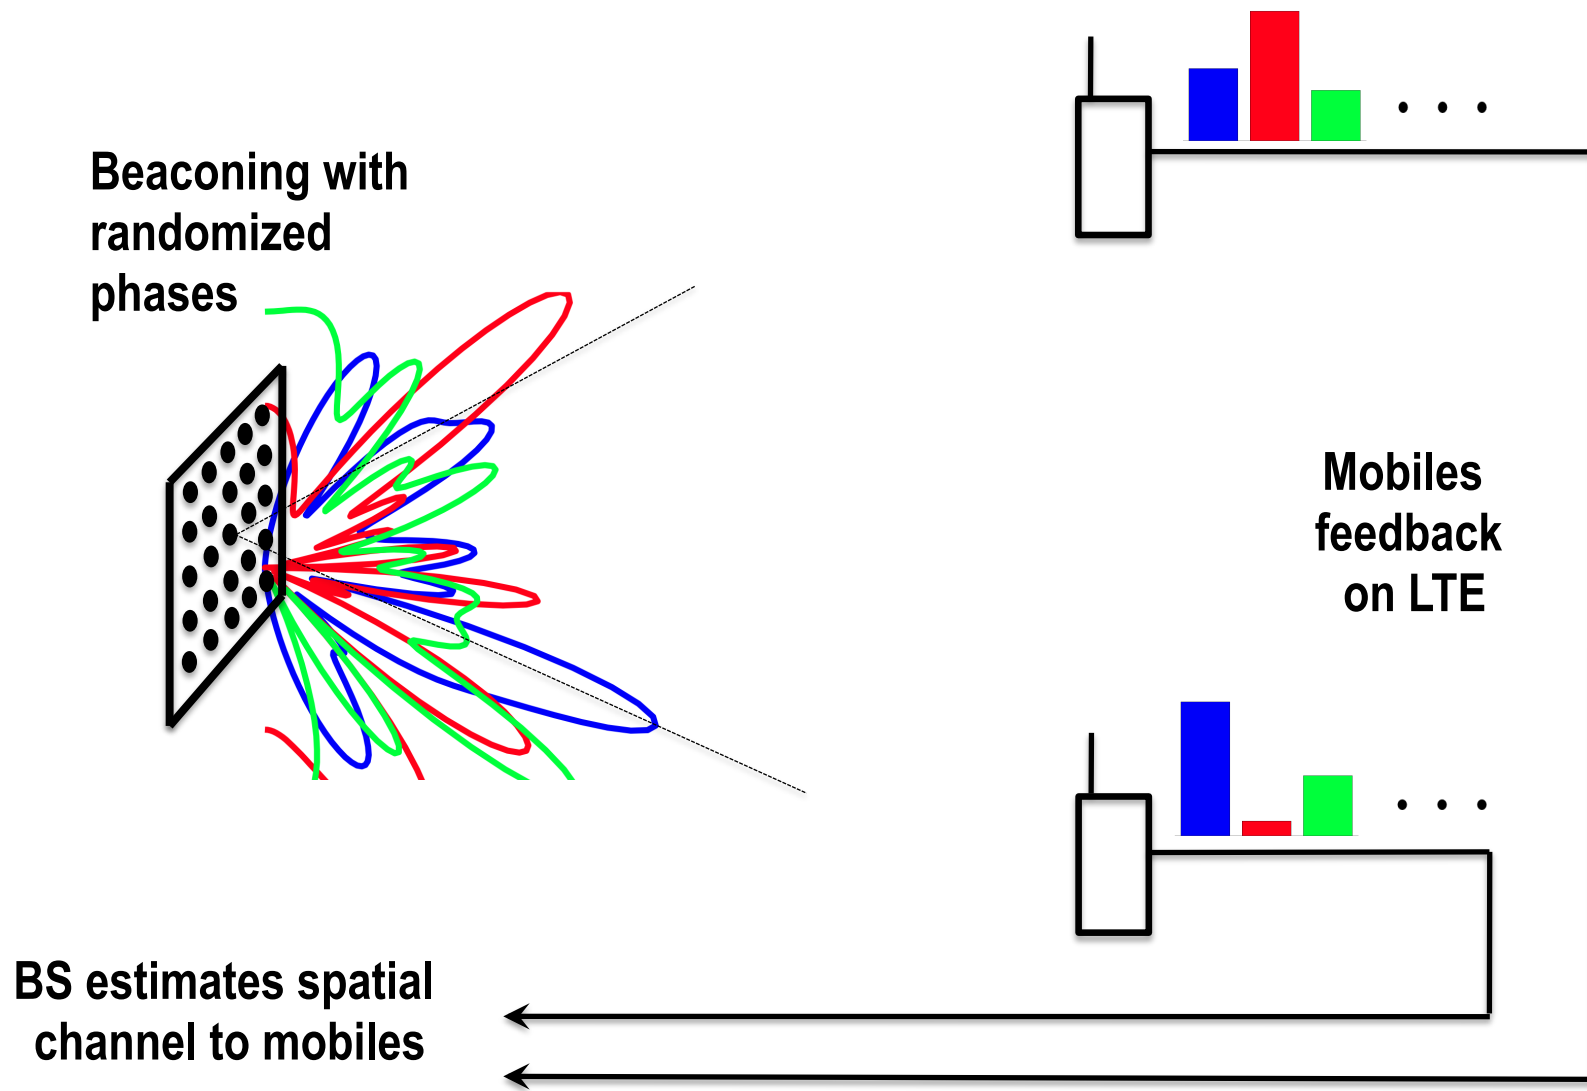 Beaconing with
randomized
phases
Mobiles
feedback
on LTE
BS estimates spatial
channel to mobiles